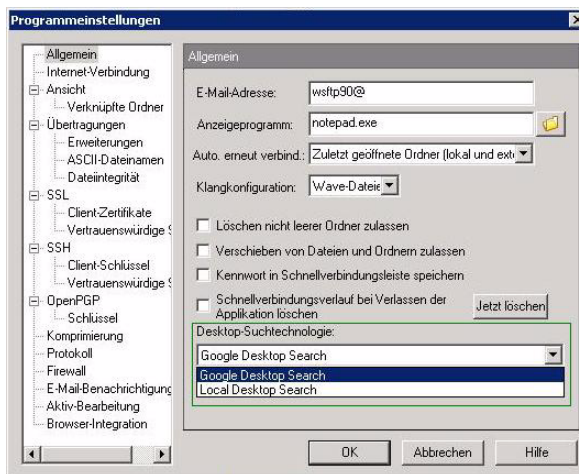 Programmeinstellungen
Allgemein
Internet-Verbindung
Ansicht
Verknüpfte Ordner
Übertragungen
Erweiterungen
ASCII-Dateinamen
Dateiintegrität
SSL
Client-Zertifikate
Vertrauenswürdige
SSH
Client-Schlüssel
Vertrauenswürdige
OpenPGP
Schlüssel
Komprimierung
Protokoll
Firewall
E-Mail-Benachrichtigung
Aktiv-Bearbeitung
Browser-Integration
Allgemein
E-Mail-Adresse: wsftp90@
Anzeigeprogramm: notepad.exe
Auto. erneut verbind.: Zuletzt geöffnete Ordner (lokal und ext
Klangkonfiguration: Wave-Dateie
Löschen nicht leerer Ordner zulassen
Verschieben von Dateien und Ordnern zulassen
Kennwort in Schnellverbindungsleiste speichern
Schnellverbindungsverlauf bei Verlassen der
Applikation löschen Jetzt löschen
Desktop-Suchtechnologie:
Google Desktop Search
Google Desktop Search
Local Desktop Search
OK Abbrechen Hilfe